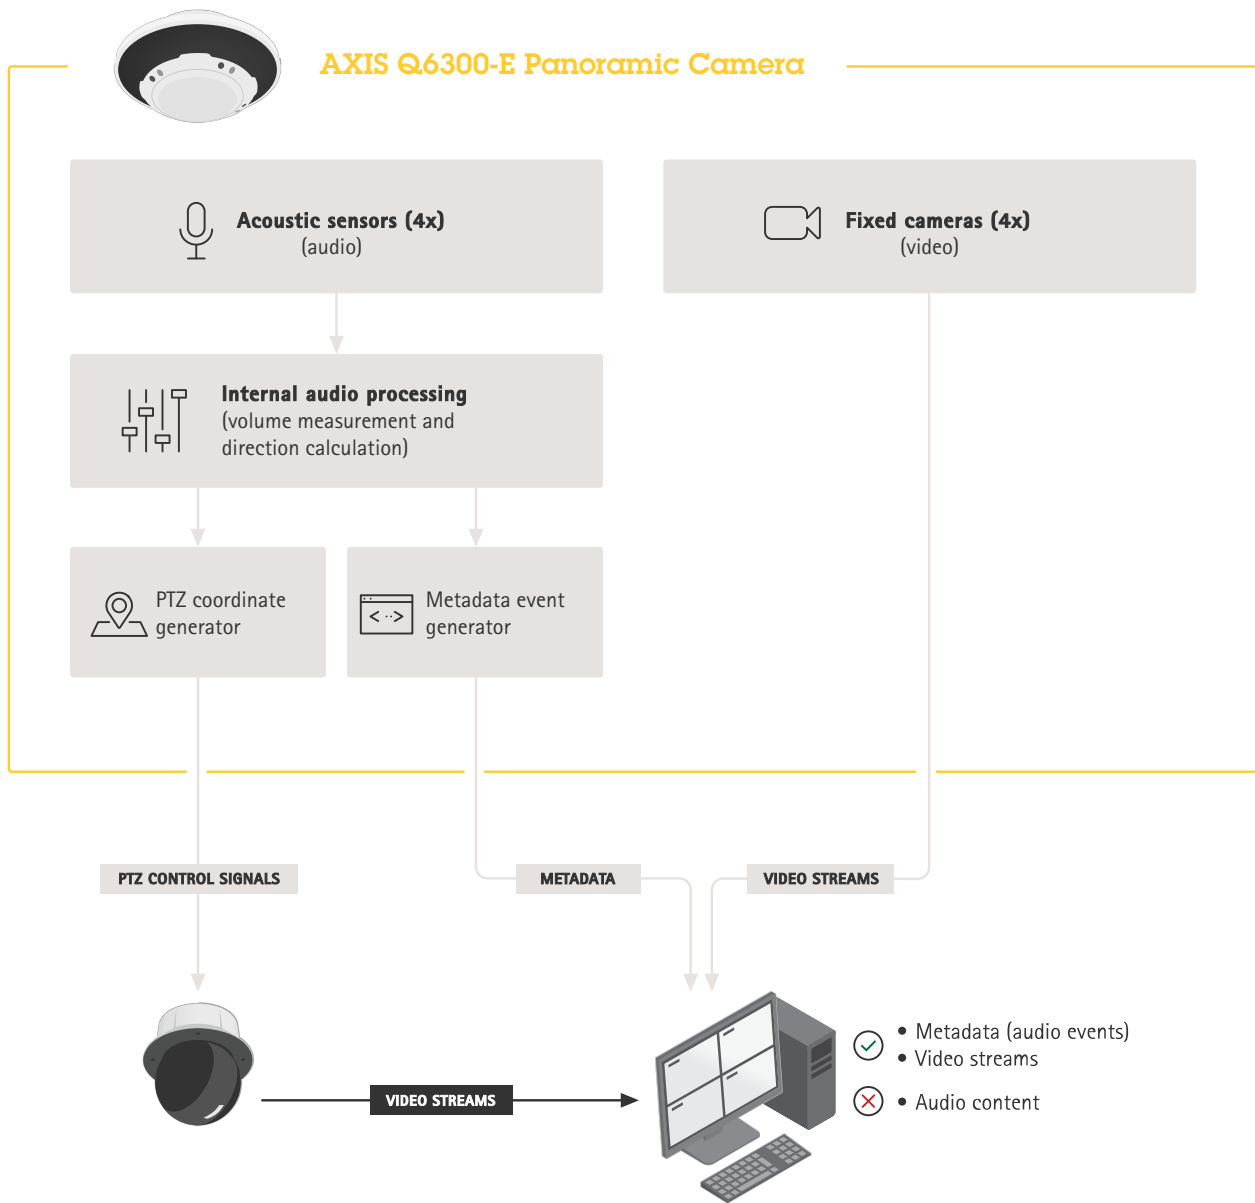 AXIS Q6300-E Panoramic Camera
Acoustic sensors (4x)
(audio)
Fixed cameras (4x)
(video)
Internal audio processing
(volume measurement and
direction calculation)
PTZ coordinate
generator
Metadata event
generator
PTZ CONTROL SIGNALS
METADATA
VIDEO STREAMS
VIDEO STREAMS
• Metadata (audio events)
• Video streams
• Audio content